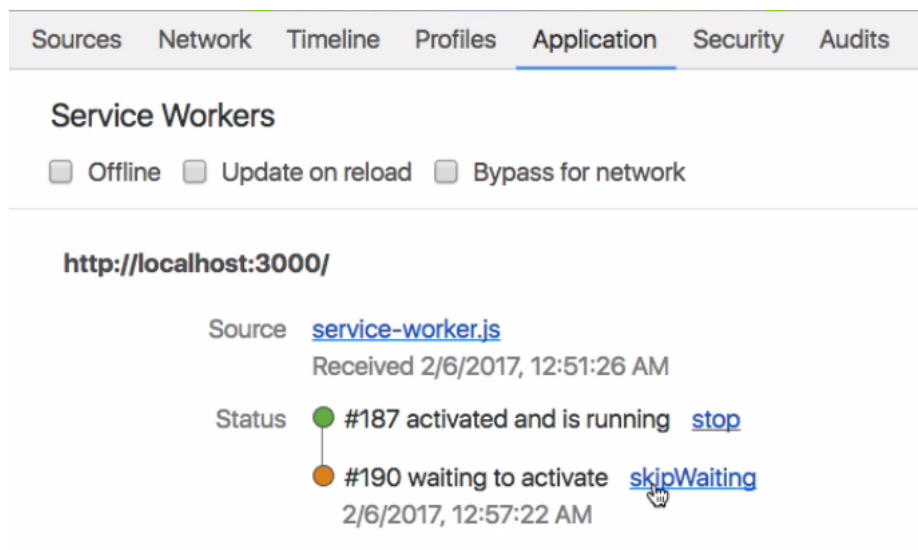 Sources Network Timeline Profiles Application Security Audits
Service Workers
Offline Update on reload Bypass for network
http://localhost:3000/
Source service-worker.js
Received 2/6/2017, 12:51:26 AM
Status #187 activated and is running stop
#190 waiting to activate skipWaiting
2/6/2017, 12:57:22 AM